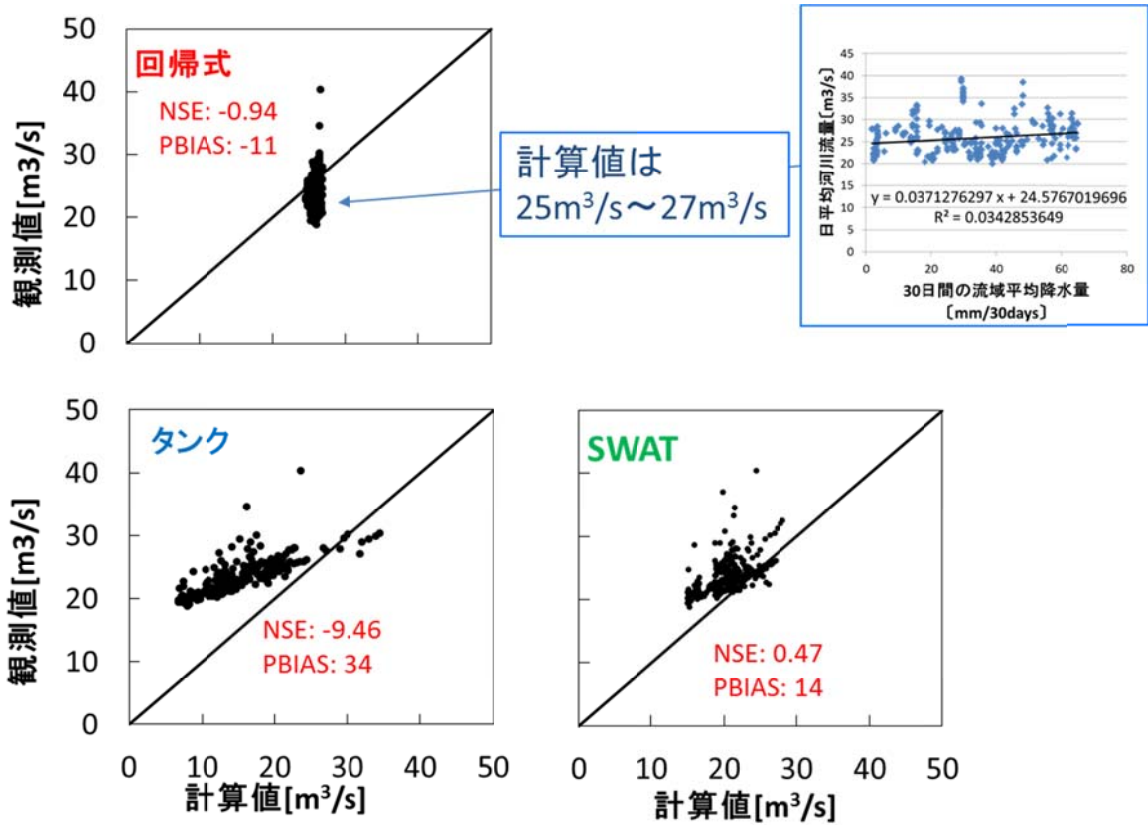 回帰式
NSE: -0.94
PBIAS: -11
観測値[m3/s]
50
40
30
20
10
0
計算値は
25m³/s~27m³/s
日平均河川流量[m3/s]
45
40
35
30
25
20
15
10
5
0
y = 0.0371276297 x + 24.5767019696
R² = 0.0342853649
0 20 40 60 80
30日間の流域平均降水量
〔mm/30days〕
タンク
NSE: -9.46
PBIAS: 34
観測値[m3/s]
50
40
30
20
10
0
0 10 20 30 40 50
計算値[m³/s]
SWAT
NSE: 0.47
PBIAS: 14
0 10 20 30 40 50
計算値[m³/s]